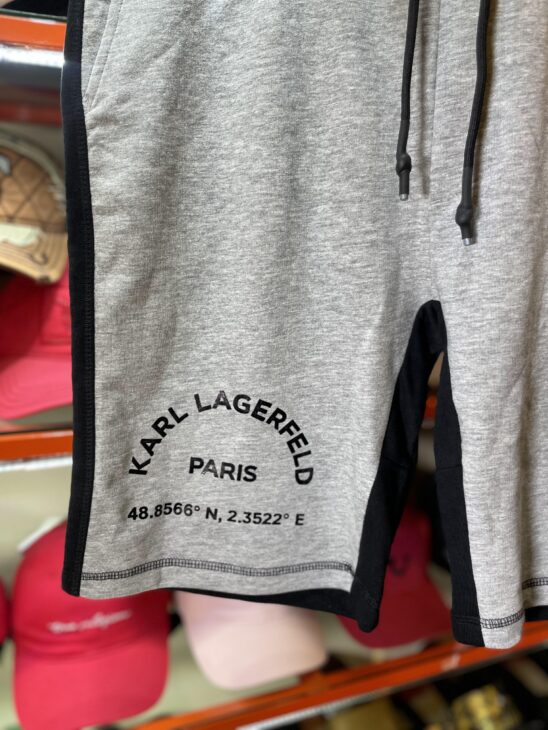 KARL LAGERFELD
PARIS
48.8566° N, 2.3522° E